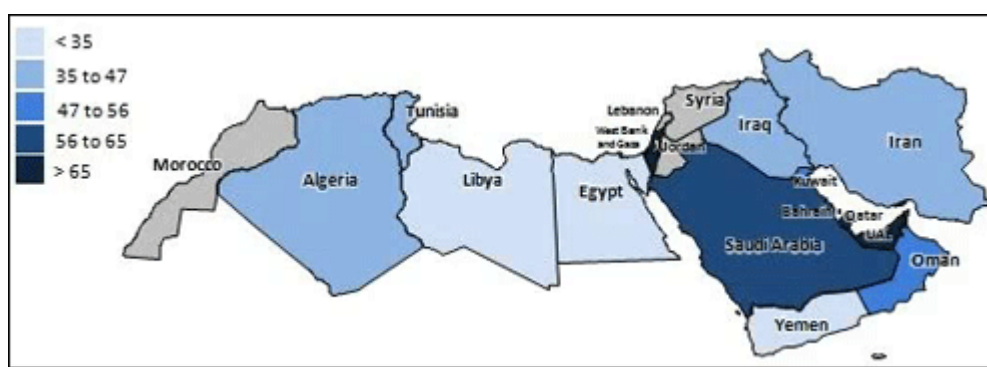 < 35
35 to 47
47 to 56
56 to 65
> 65
Morocco
Algeria
Tunisia
Libya
Egypt
Lebanon
West Bank
and Gaza
Syria
Jordan
Iraq
Iran
Kuwait
Bahrain
Qatar
UAE
Saudi Arabia
Oman
Yemen